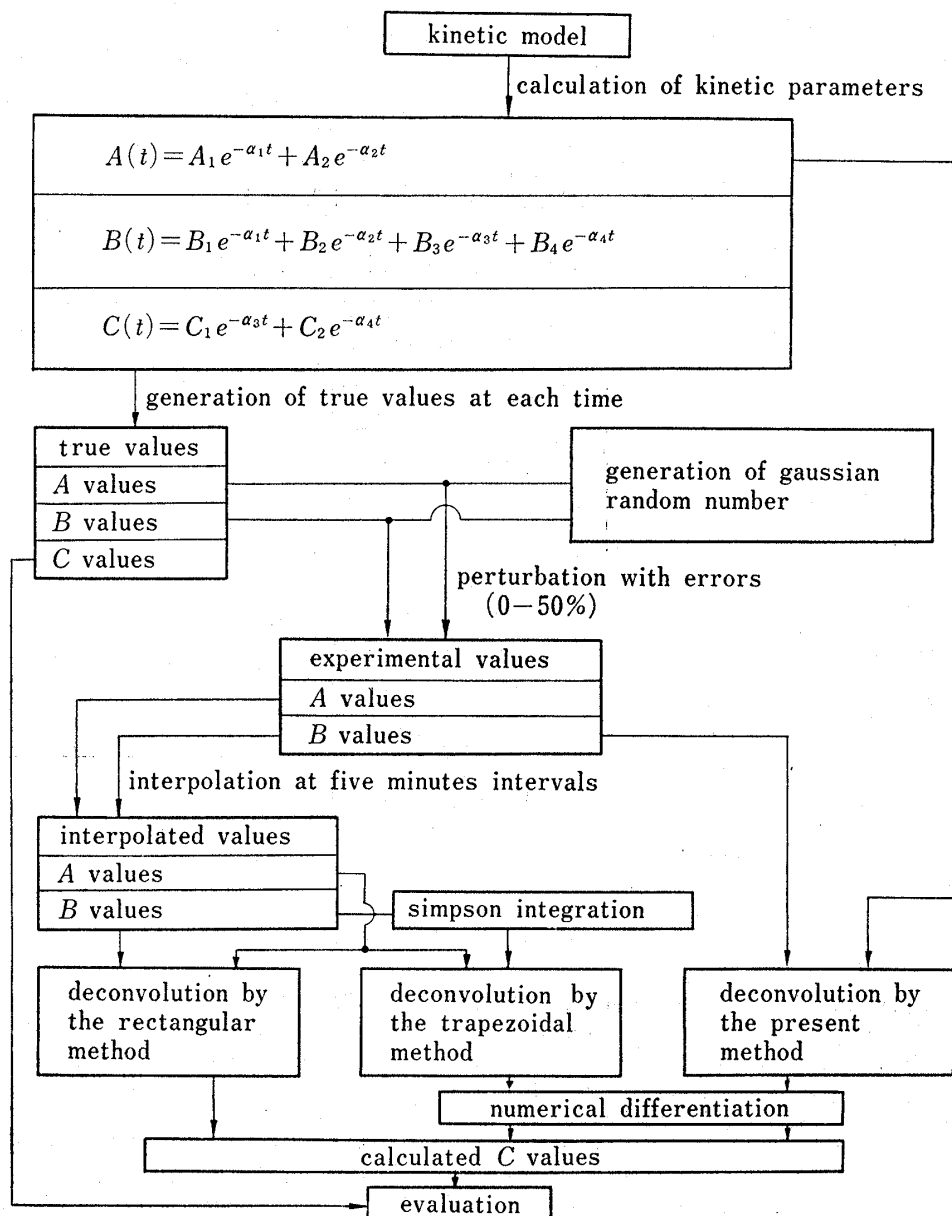 kinetic model
calculation of kinetic parameters
A(t)=A₁e^{-α₁t}+A₂e^{-α₂t}
B(t)=B₁e^{-α₁t}+B₂e^{-α₂t}+B₃e^{-α₃t}+B₄e^{-α₄t}
C(t)=C₁e^{-α₃t}+C₂e^{-α₄t}
generation of true values at each time
true values
A values
B values
C values
generation of gaussian
random number
perturbation with errors
(0−50%)
experimental values
A values
B values
interpolation at five minutes intervals
interpolated values
A values
B values
simpson integration
deconvolution by
the rectangular
method
deconvolution by
the trapezoidal
method
deconvolution by
the present
method
numerical differentiation
calculated C values
evaluation